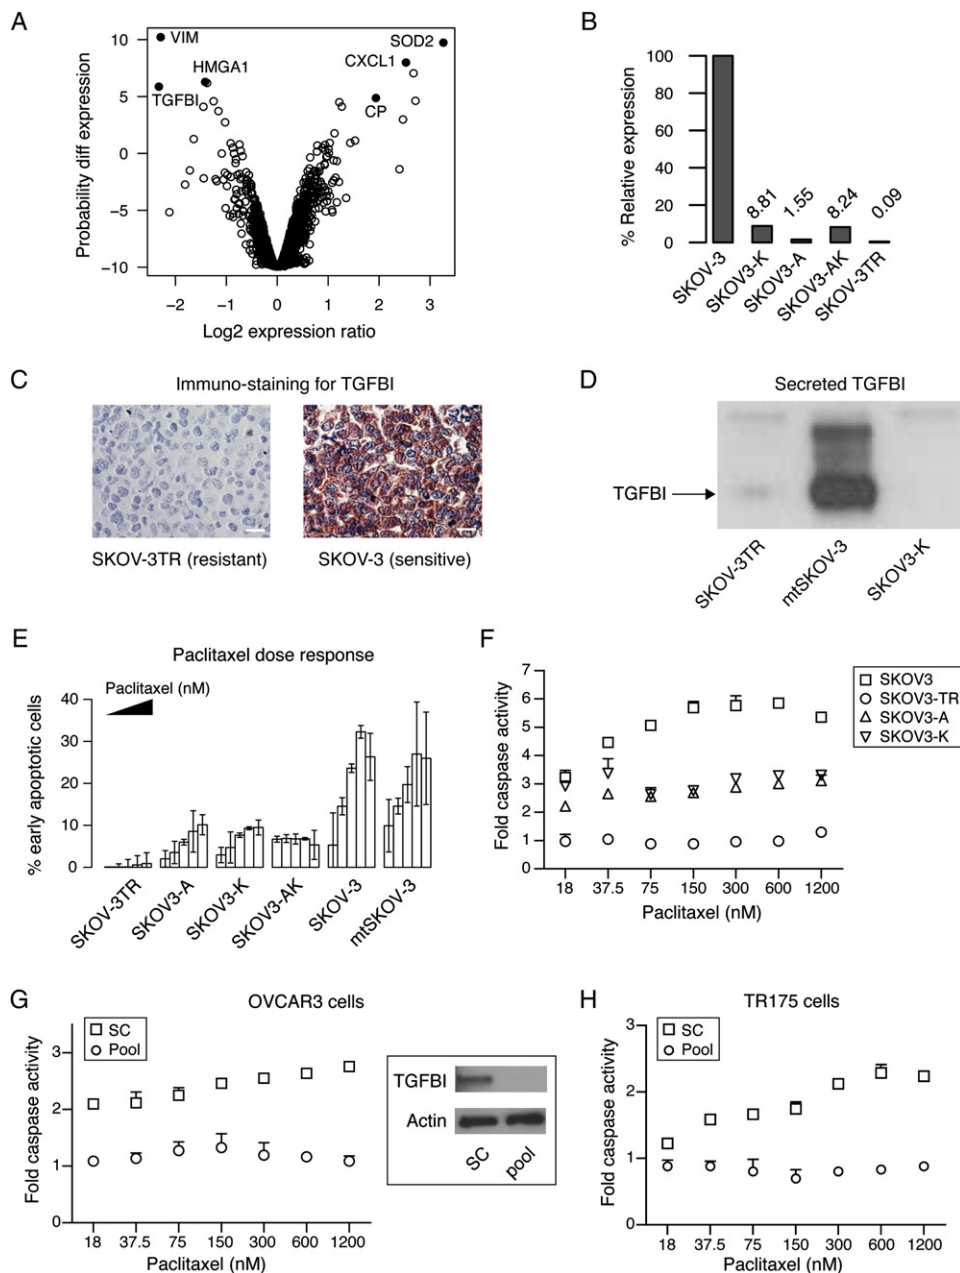 A
10
5
0
−5
−10
Probability diff expression
VIM
HMGA1
TGFBI
SOD2
CXCL1
CP
−2
−1
0
1
2
3
Log2 expression ratio
B
100
80
60
40
20
0
% Relative expression
8.81
1.55
8.24
0.09
SKOV-3
SKOV3-K
SKOV3-A
SKOV3-AK
SKOV-3TR
C
Immuno-staining for TGFBI
SKOV-3TR (resistant)
SKOV-3 (sensitive)
D
Secreted TGFBI
TGFBI
SKOV-3TR
mtSKOV-3
SKOV3-K
E
Paclitaxel dose response
Paclitaxel (nM)
40
30
20
10
0
% early apoptotic cells
SKOV-3TR
SKOV3-A
SKOV3-K
SKOV3-AK
SKOV-3
mtSKOV-3
F
7
6
5
4
3
2
1
0
Fold caspase activity
SKOV3
SKOV3-TR
SKOV3-A
SKOV3-K
18
37.5
75
150
300
600
1200
Paclitaxel (nM)
G
OVCAR3 cells
SC
Pool
3
2
1
0
Fold caspase activity
18
37.5
75
150
300
600
1200
Paclitaxel (nM)
TGFBI
Actin
SC
pool
H
TR175 cells
SC
Pool
3
2
1
0
Fold caspase activity
18
37.5
75
150
300
600
1200
Paclitaxel (nM)